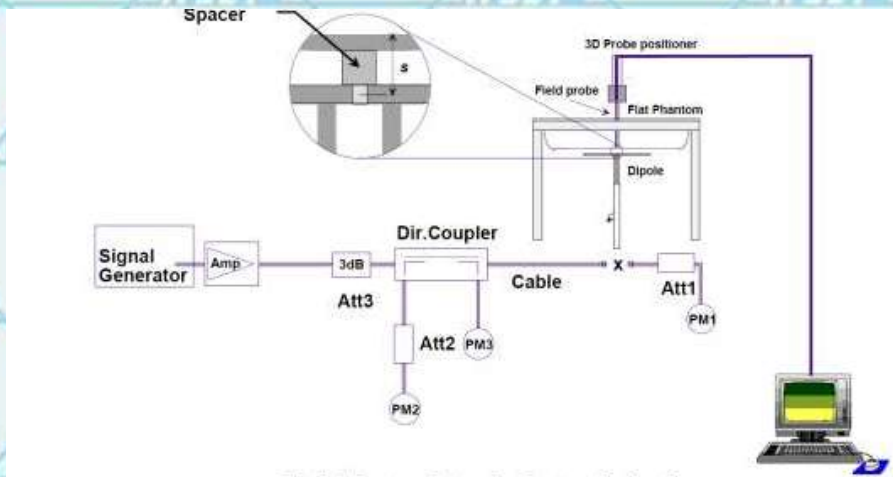 Spacer
s
3D Probe positioner
Field probe
Flat Phantom
Dipole
Signal
Generator
Amp
3dB
Att3
Dir.Coupler
Cable
x
Att1
PM1
Att2
PM3
PM2